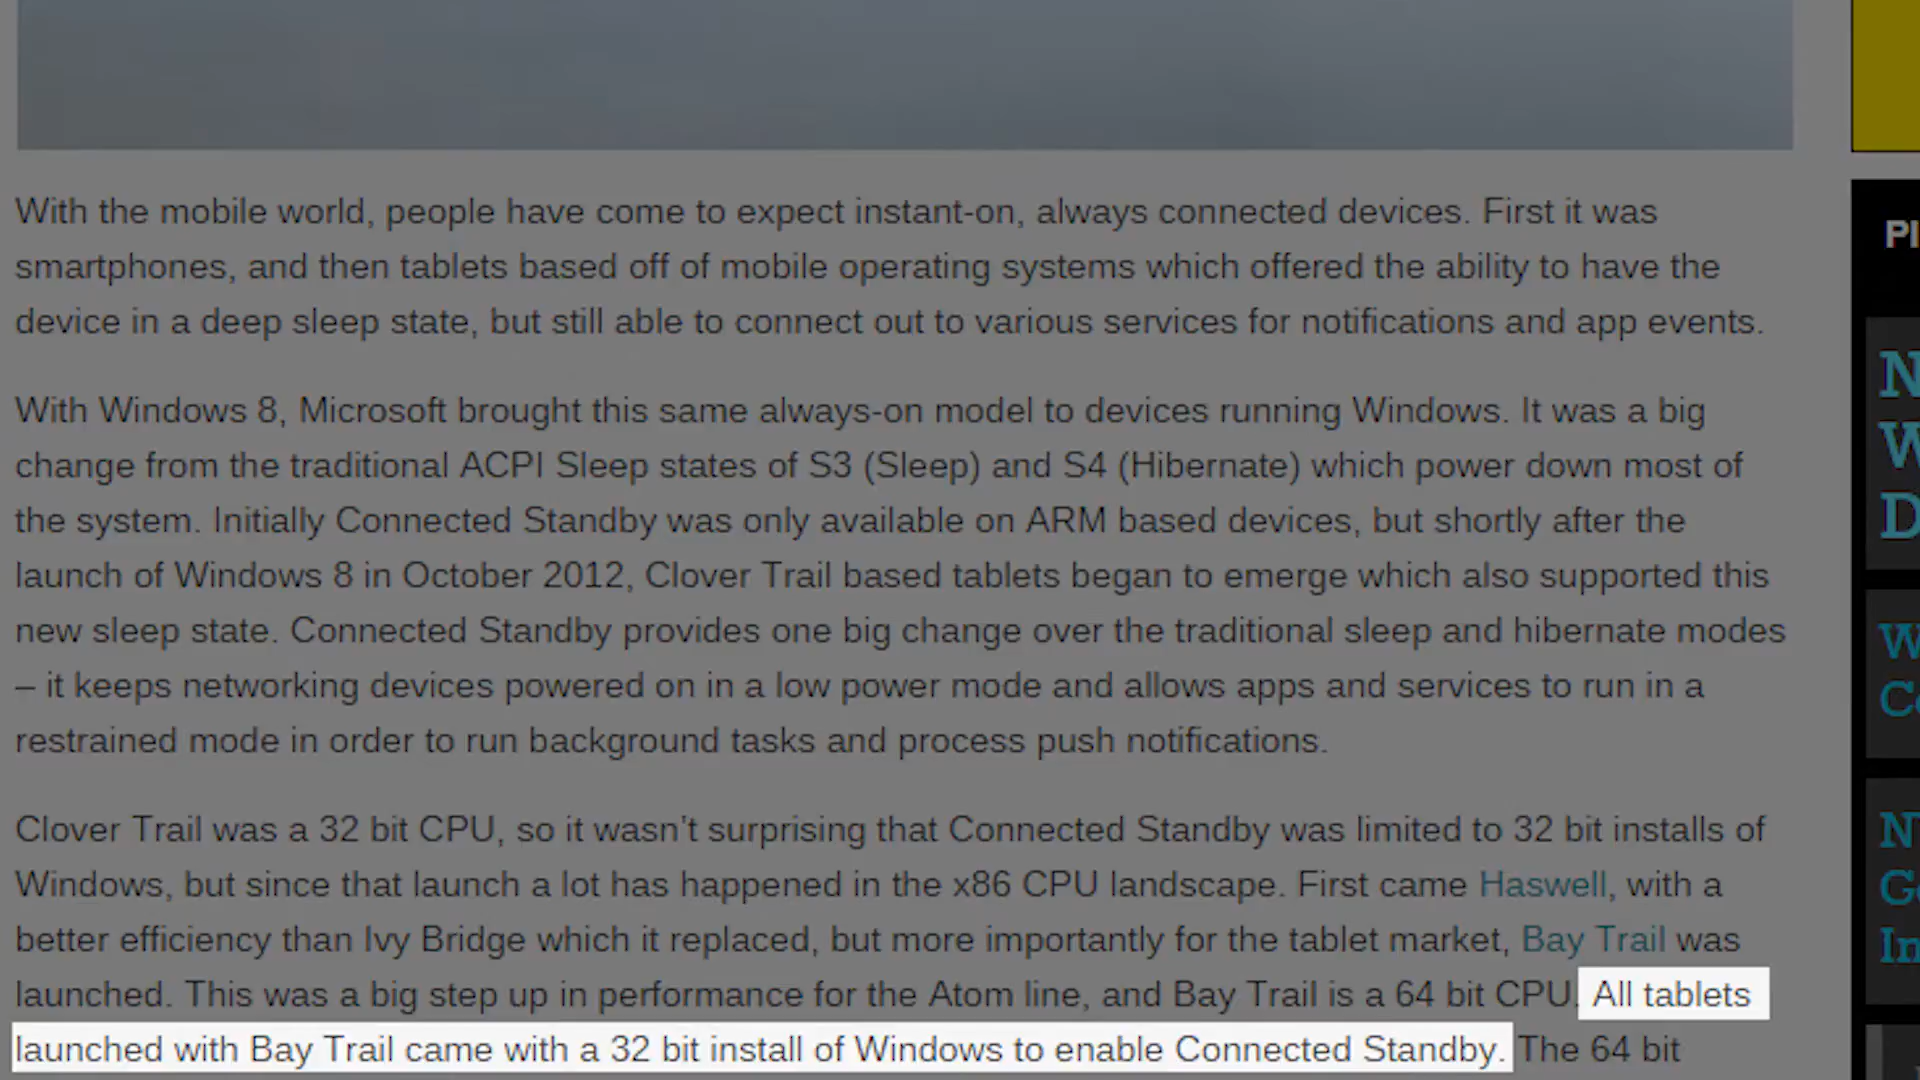 With the mobile world, people have come to expect instant-on, always connected devices. First it was
smartphones, and then tablets based off of mobile operating systems which offered the ability to have the
device in a deep sleep state, but still able to connect out to various services for notifications and app events.
With Windows 8, Microsoft brought this same always-on model to devices running Windows. It was a big
change from the traditional ACPI Sleep states of S3 (Sleep) and S4 (Hibernate) which power down most of
the system. Initially Connected Standby was only available on ARM based devices, but shortly after the
launch of Windows 8 in October 2012, Clover Trail based tablets began to emerge which also supported this
new sleep state. Connected Standby provides one big change over the traditional sleep and hibernate modes
– it keeps networking devices powered on in a low power mode and allows apps and services to run in a
restrained mode in order to run background tasks and process push notifications.
Clover Trail was a 32 bit CPU, so it wasn’t surprising that Connected Standby was limited to 32 bit installs of
Windows, but since that launch a lot has happened in the x86 CPU landscape. First came Haswell, with a
better efficiency than Ivy Bridge which it replaced, but more importantly for the tablet market, Bay Trail was
launched. This was a big step up in performance for the Atom line, and Bay Trail is a 64 bit CPU. All tablets
launched with Bay Trail came with a 32 bit install of Windows to enable Connected Standby. The 64 bit